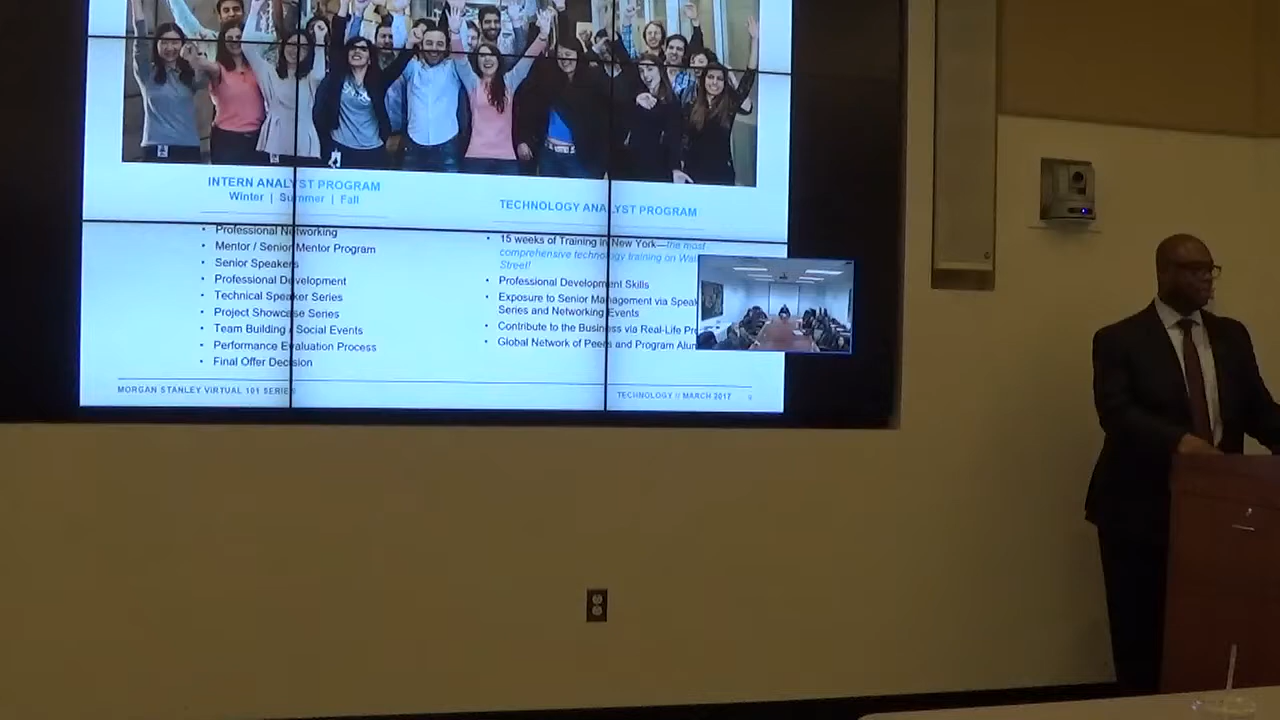 INTERN ANALYST PROGRAM
Winter | Summer | Fall
• Professional Networking
• Mentor / Senior Mentor Program
• Senior Speakers
• Professional Development
• Technical Speaker Series
• Project Showcase Series
• Team Building / Social Events
• Performance Evaluation Process
• Final Offer Decision
TECHNOLOGY ANALYST PROGRAM
• 15 weeks of Training in New York—the most
comprehensive technology training on Wall
Street!
• Professional Development Skills
• Exposure to Senior Management via
Series and Networking Events
• Contribute to the Business via Real-Life
• Global Network of Peers and Program
MORGAN STANLEY VIRTUAL 101 SERIES
TECHNOLOGY // MARCH 2017